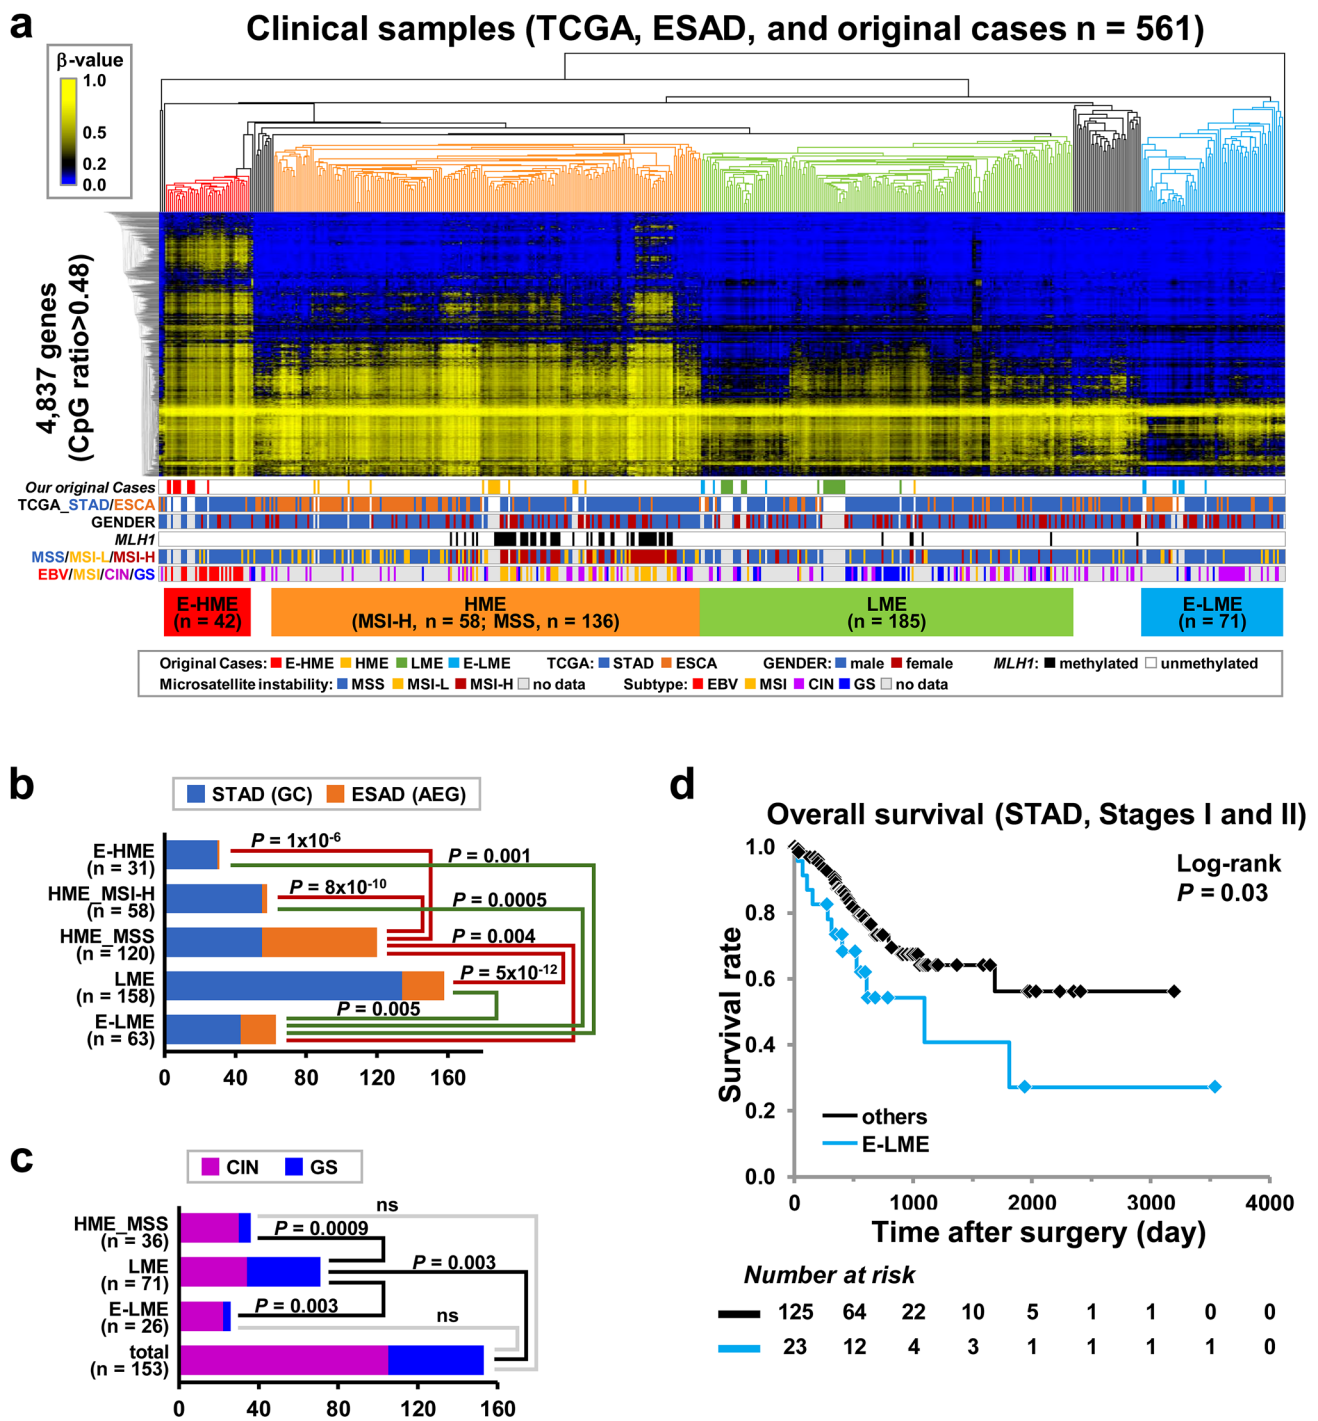 a
Clinical samples (TCGA, ESAD, and original cases n = 561)
β-value
1.0
0.5
0.2
0.0
4,837 genes
(CpG ratio>0.48)
Our original Cases
TCGA_STAD/ESCA
GENDER
MLH1
MSS/MSI-L/MSI-H
EBV/MSI/CIN/GS
E-HME
(n = 42)
HME
(MSI-H, n = 58; MSS, n = 136)
LME
(n = 185)
E-LME
(n = 71)
Original Cases: E-HME HME LME E-LME TCGA: STAD ESCA GENDER: male female MLH1: methylated unmethylated
Microsatellite instability: MSS MSI-L MSI-H no data Subtype: EBV MSI CIN GS no data
b
STAD (GC) ESAD (AEG)
E-HME
(n = 31)
HME_MSI-H
(n = 58)
HME_MSS
(n = 120)
LME
(n = 158)
E-LME
(n = 63)
P = 1x10-6
P = 0.001
P = 8x10-10
P = 0.0005
P = 0.004
P = 5x10-12
P = 0.005
0 40 80 120 160
c
CIN GS
HME_MSS
(n = 36)
LME
(n = 71)
E-LME
(n = 26)
total
(n = 153)
ns
P = 0.0009
P = 0.003
P = 0.003
ns
0 40 80 120 160
d
Overall survival (STAD, Stages I and II)
Log-rank
P = 0.03
Survival rate
1.0
0.8
0.6
0.4
0.2
0.0
others
E-LME
0 1000 2000 3000 4000
Time after surgery (day)
Number at risk
125 64 22 10 5 1 1 0 0
23 12 4 3 1 1 1 1 0